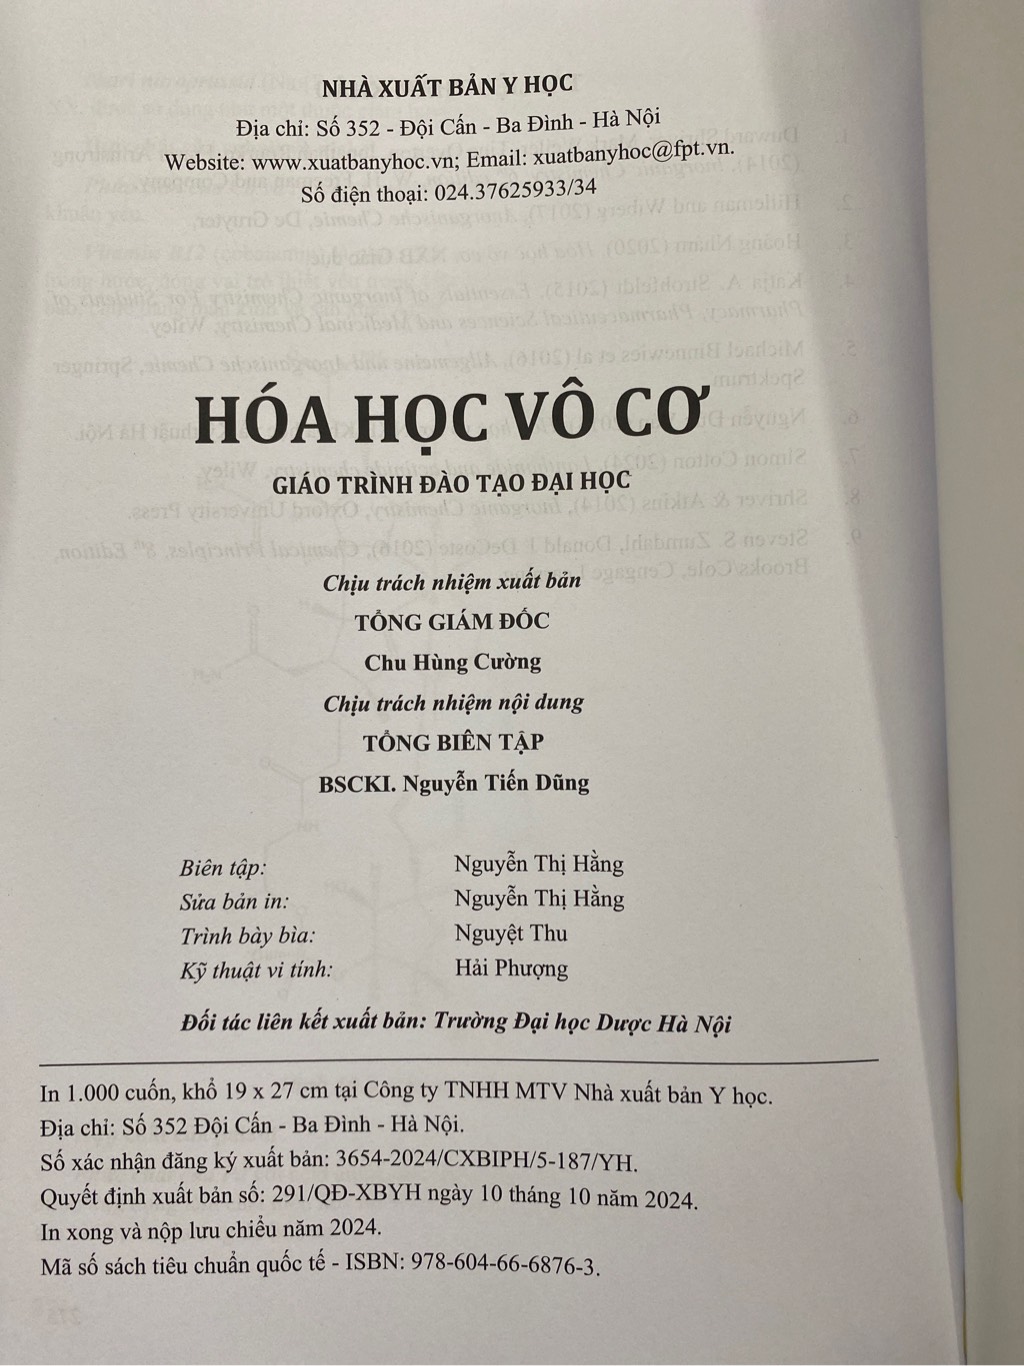 NHÀ XUẤT BẢN Y HỌC
Địa chỉ: Số 352 - Đội Cấn - Ba Đình - Hà Nội
Website: www.xuatbanyhoc.vn; Email: xuatbanyhoc@fpt.vn.
Số điện thoại: 024.37625933/34
HÓA HỌC VÔ CƠ
GIÁO TRÌNH ĐÀO TẠO ĐẠI HỌC
Chịu trách nhiệm xuất bản
TỔNG GIÁM ĐỐC
Chu Hùng Cường
Chịu trách nhiệm nội dung
TỔNG BIÊN TẬP
BSCKI. Nguyễn Tiến Dũng
Biên tập: Nguyễn Thị Hằng
Sửa bản in: Nguyễn Thị Hằng
Trình bày bìa: Nguyệt Thu
Kỹ thuật vi tính: Hải Phượng
Đối tác liên kết xuất bản: Trường Đại học Dược Hà Nội
In 1.000 cuốn, khổ 19 x 27 cm tại Công ty TNHH MTV Nhà xuất bản Y học.
Địa chỉ: Số 352 Đội Cấn - Ba Đình - Hà Nội.
Số xác nhận đăng ký xuất bản: 3654-2024/CXBIPH/5-187/YH.
Quyết định xuất bản số: 291/QĐ-XBYH ngày 10 tháng 10 năm 2024.
In xong và nộp lưu chiểu năm 2024.
Mã số sách tiêu chuẩn quốc tế - ISBN: 978-604-66-6876-3.